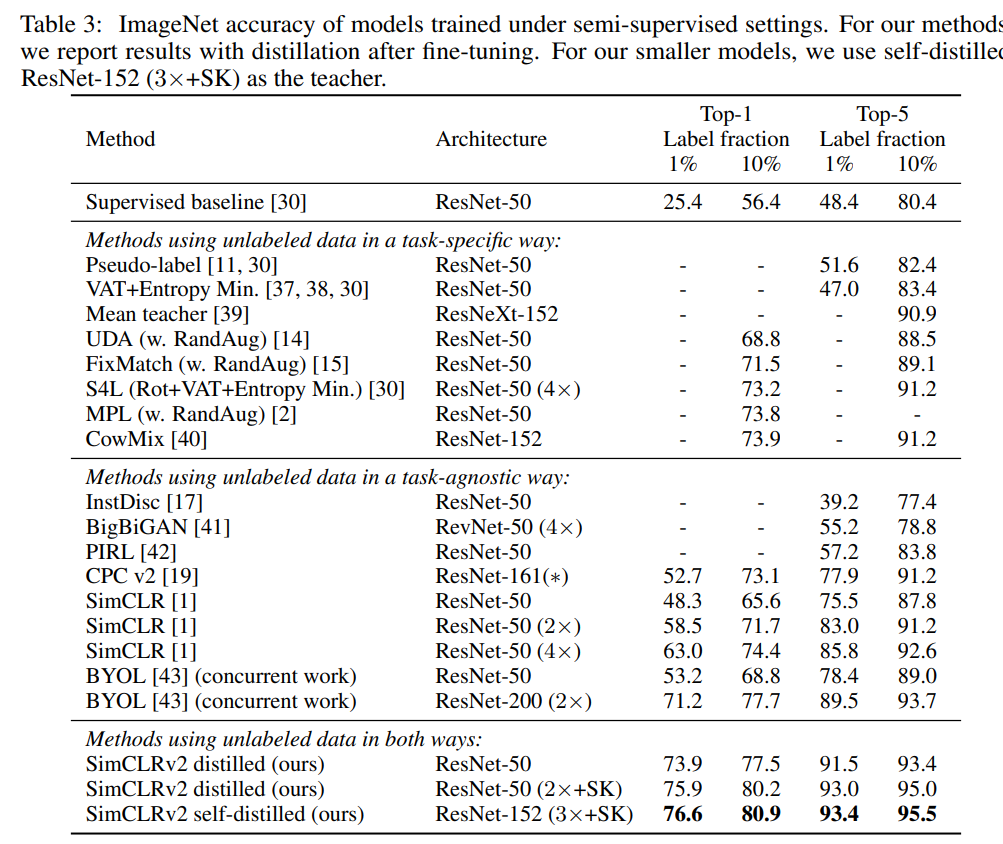 Table 3: ImageNet accuracy of models trained under semi-supervised settings. For our methods
we report results with distillation after fine-tuning. For our smaller models, we use self-distilled
ResNet-152 (3×+SK) as the teacher.
Top-1 Top-5
Method Architecture Label fraction Label fraction
1% 10% 1% 10%
Supervised baseline [30] ResNet-50 25.4 56.4 48.4 80.4
Methods using unlabeled data in a task-specific way:
Pseudo-label [11, 30] ResNet-50 - - 51.6 82.4
VAT+Entropy Min. [37, 38, 30] ResNet-50 - - 47.0 83.4
Mean teacher [39] ResNeXt-152 - - - 90.9
UDA (w. RandAug) [14] ResNet-50 - 68.8 - 88.5
FixMatch (w. RandAug) [15] ResNet-50 - 71.5 - 89.1
S4L (Rot+VAT+Entropy Min.) [30] ResNet-50 (4×) - 73.2 - 91.2
MPL (w. RandAug) [2] ResNet-50 - 73.8 - -
CowMix [40] ResNet-152 - 73.9 - 91.2
Methods using unlabeled data in a task-agnostic way:
InstDisc [17] ResNet-50 - - 39.2 77.4
BigBiGAN [41] RevNet-50 (4×) - - 55.2 78.8
PIRL [42] ResNet-50 - - 57.2 83.8
CPC v2 [19] ResNet-161(∗) 52.7 73.1 77.9 91.2
SimCLR [1] ResNet-50 48.3 65.6 75.5 87.8
SimCLR [1] ResNet-50 (2×) 58.5 71.7 83.0 91.2
SimCLR [1] ResNet-50 (4×) 63.0 74.4 85.8 92.6
BYOL [43] (concurrent work) ResNet-50 53.2 68.8 78.4 89.0
BYOL [43] (concurrent work) ResNet-200 (2×) 71.2 77.7 89.5 93.7
Methods using unlabeled data in both ways:
SimCLRv2 distilled (ours) ResNet-50 73.9 77.5 91.5 93.4
SimCLRv2 distilled (ours) ResNet-50 (2×+SK) 75.9 80.2 93.0 95.0
SimCLRv2 self-distilled (ours) ResNet-152 (3×+SK) 76.6 80.9 93.4 95.5